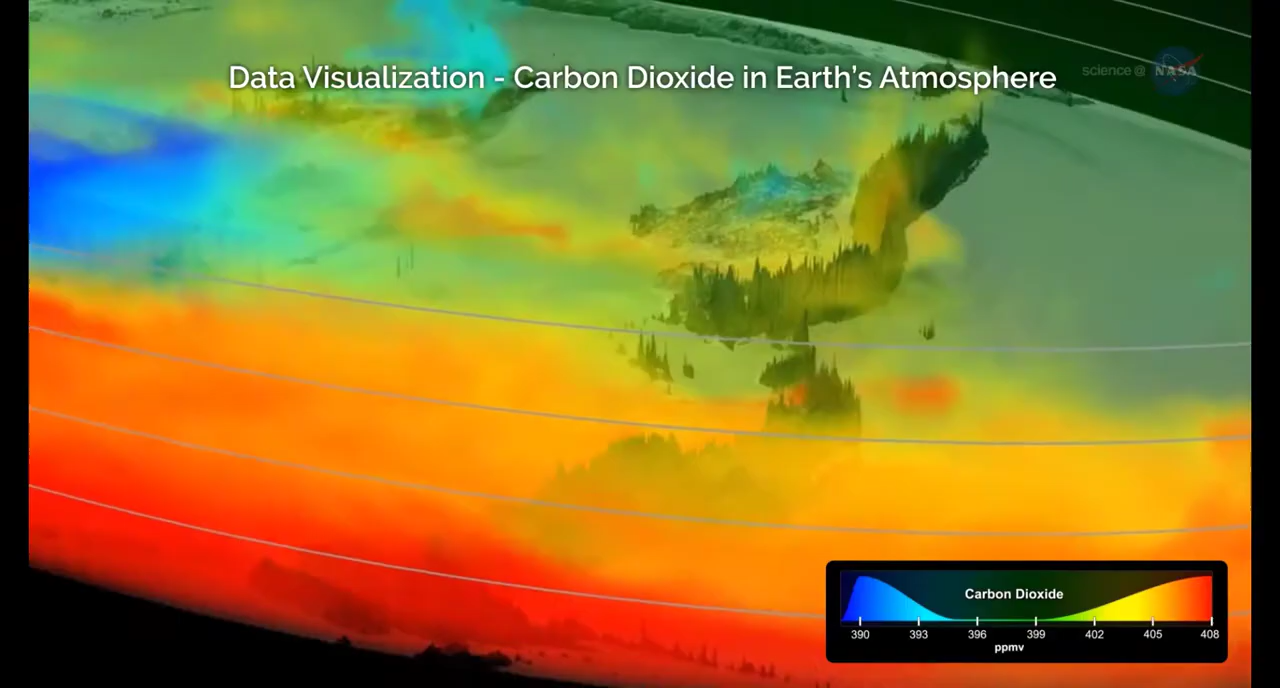 Data Visualization - Carbon Dioxide in Earth's Atmosphere
science @ NASA
Carbon Dioxide
390 393 396 399 402 405 408
ppmv